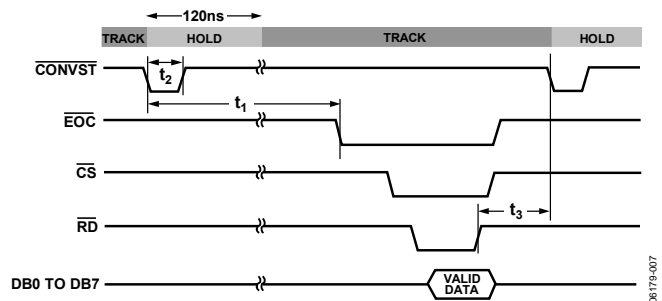 120ns
TRACK HOLD TRACK HOLD
CONVST
t2
t1
EOC
CS
t3
RD
DB0 TO DB7
VALID
DATA
06179-007